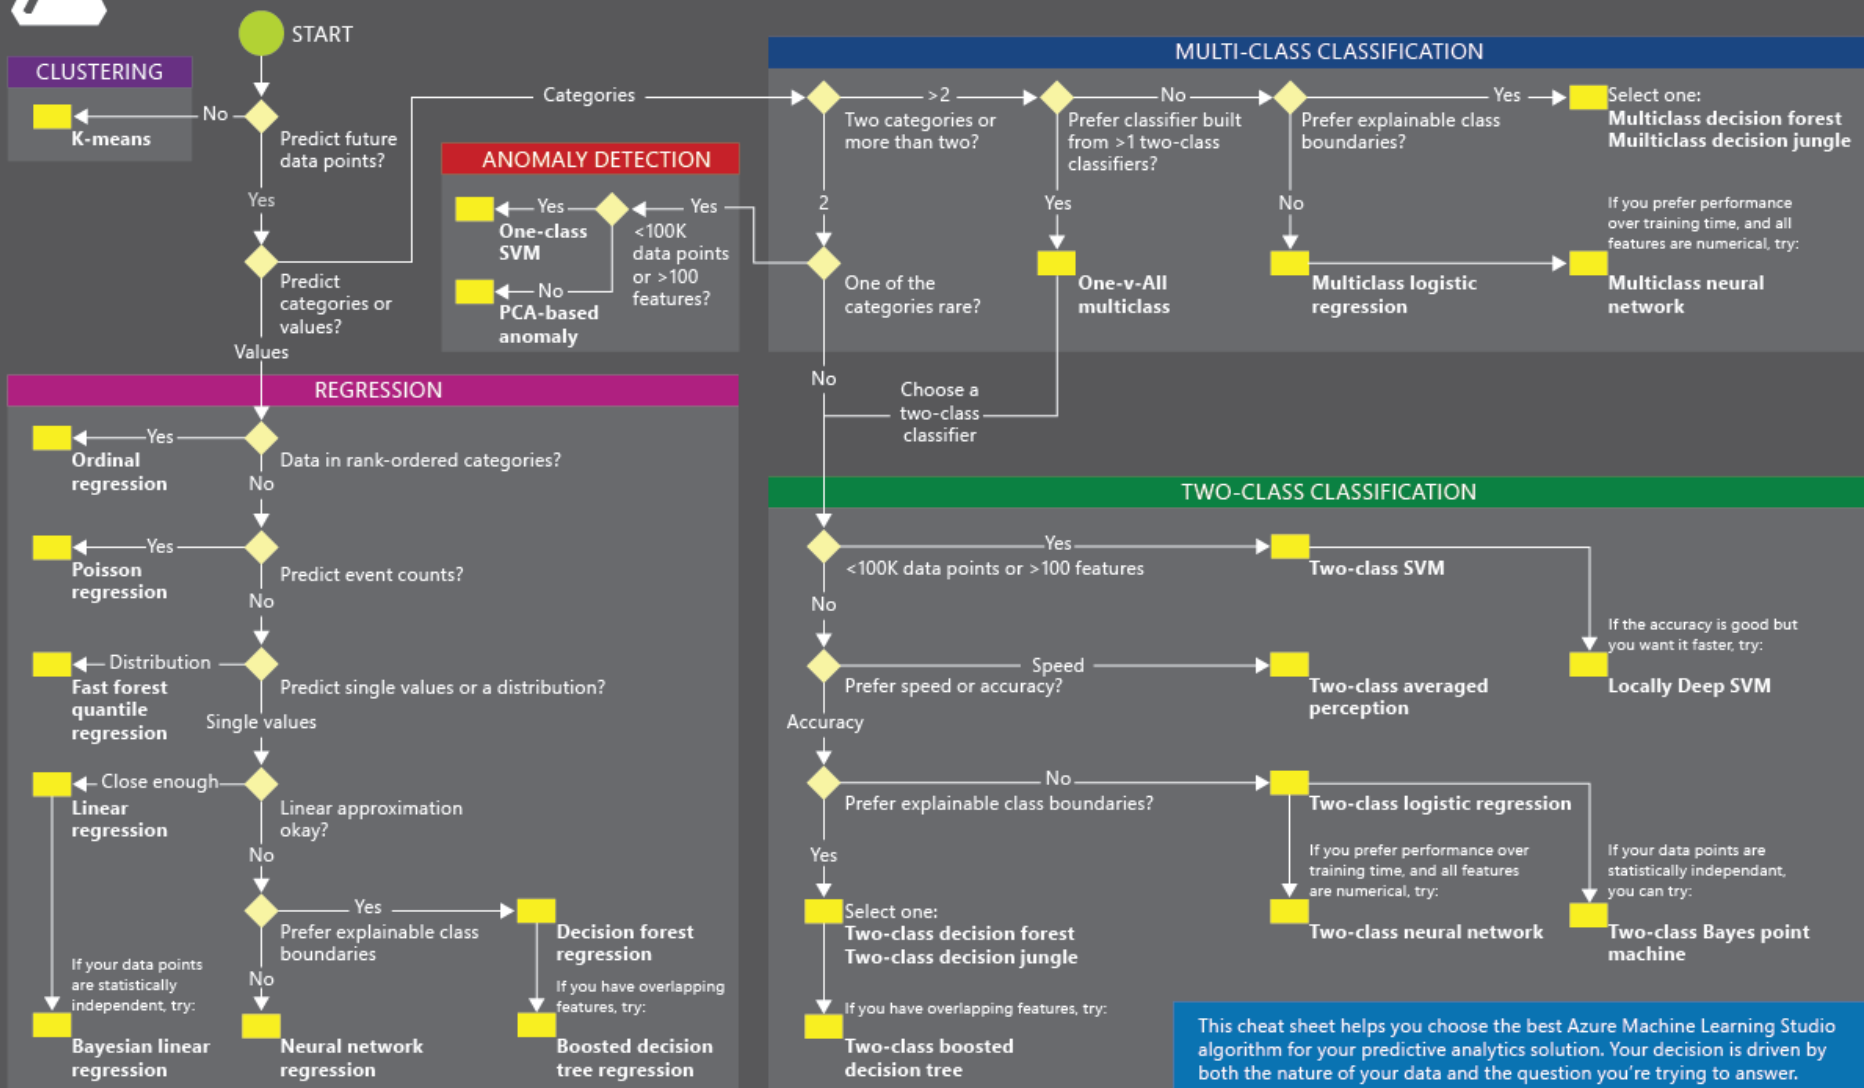 START
CLUSTERING
No
K-means
Predict future
data points?
Yes
Predict
categories or
values?
Categories
Values
ANOMALY DETECTION
Yes
Yes
One-class
SVM
<100K
data points
or >100
features?
No
PCA-based
anomaly
MULTI-CLASS CLASSIFICATION
>2
Two categories or
more than two?
No
Prefer classifier built
from >1 two-class
classifiers?
Yes
Prefer explainable class
boundaries?
Select one:
Multiclass decision forest
Muilticlass decision jungle
2
Yes
No
If you prefer performance
over training time, and all
features are numerical, try:
One of the
categories rare?
One-v-All
multiclass
Multiclass logistic
regression
Multiclass neural
network
No
Choose a
two-class
classifier
REGRESSION
Yes
Ordinal
regression
Data in rank-ordered categories?
No
Yes
Poisson
regression
Predict event counts?
No
Distribution
Fast forest
quantile
regression
Predict single values or a distribution?
Single values
Close enough
Linear
regression
Linear approximation
okay?
No
Yes
Prefer explainable class
boundaries
Decision forest
regression
If your data points
are statistically
independent, try:
No
If you have overlapping
features, try:
Bayesian linear
regression
Neural network
regression
Boosted decision
tree regression
TWO-CLASS CLASSIFICATION
Yes
<100K data points or >100 features
Two-class SVM
No
If the accuracy is good but
you want it faster, try:
Speed
Prefer speed or accuracy?
Two-class averaged
perception
Locally Deep SVM
Accuracy
No
Prefer explainable class boundaries?
Two-class logistic regression
Yes
If you prefer performance over
training time, and all features
are numerical, try:
If your data points are
statistically independant,
you can try:
Select one:
Two-class decision forest
Two-class decision jungle
Two-class neural network
Two-class Bayes point
machine
If you have overlapping features, try:
Two-class boosted
decision tree
This cheat sheet helps you choose the best Azure Machine Learning Studio
algorithm for your predictive analytics solution. Your decision is driven by
both the nature of your data and the question you're trying to answer.